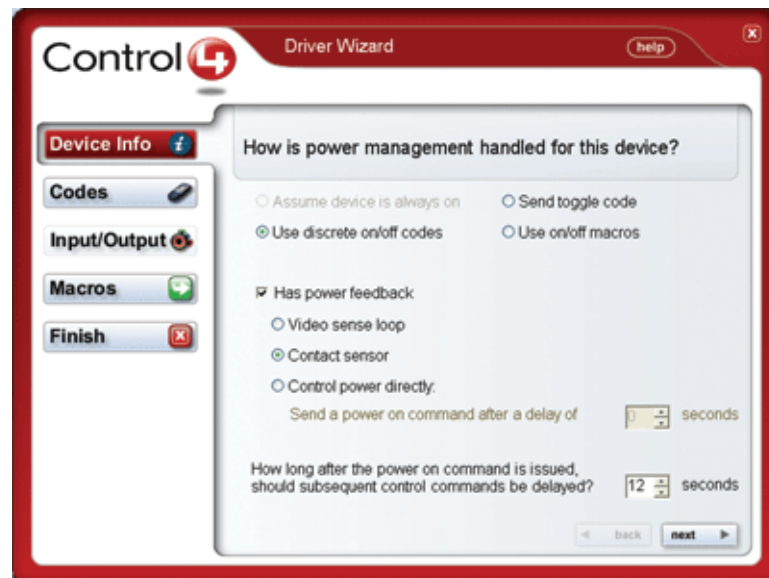 Control4
Driver Wizard
help
Device Info
Codes
Input/Output
Macros
Finish
How is power management handled for this device?
Assume device is always on
Send toggle code
Use discrete on/off codes
Use on/off macros
Has power feedback
Video sense loop
Contact sensor
Control power directly:
Send a power on command after a delay of 0 seconds
How long after the power on command is issued,
should subsequent control commands be delayed? 12 seconds
back
next